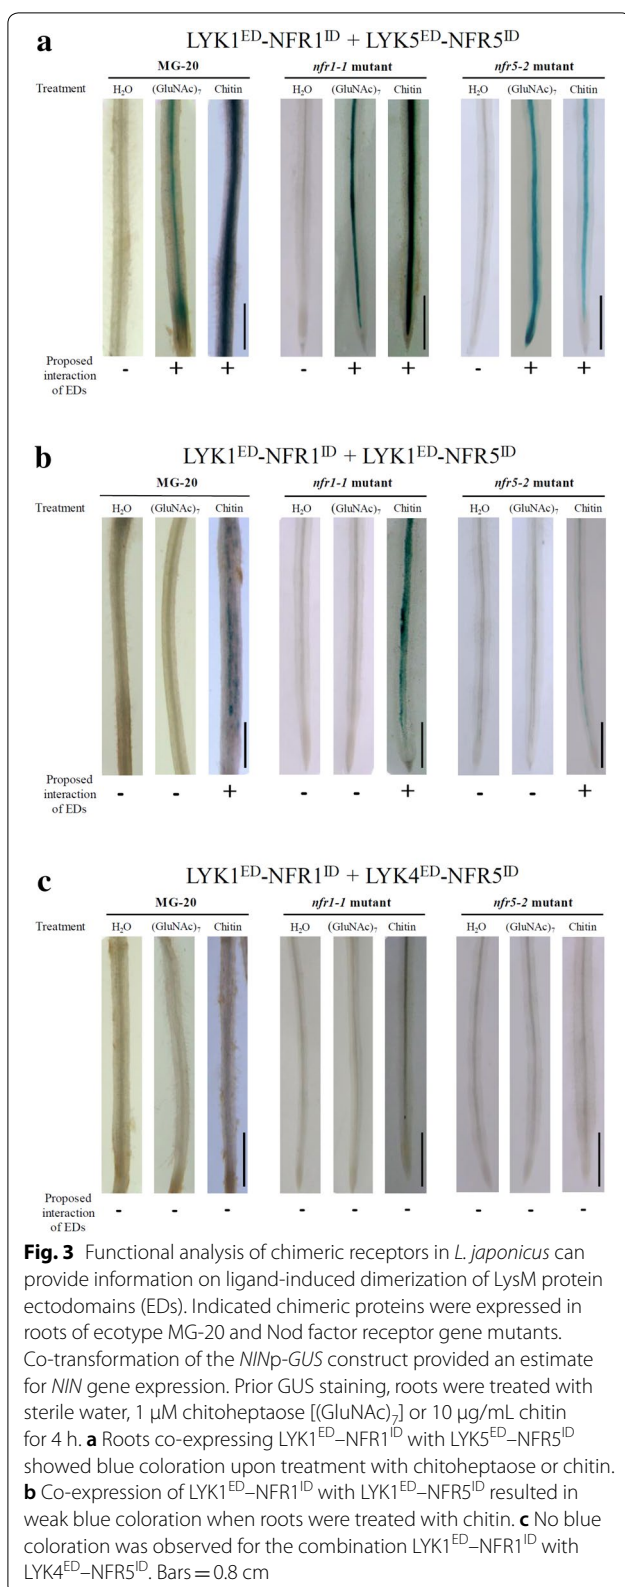 a
LYK1ED-NFR1ID + LYK5ED-NFR5ID
MG-20 nfr1-1 mutant nfr5-2 mutant
Treatment H2O (GluNAc)7 Chitin H2O (GluNAc)7 Chitin H2O (GluNAc)7 Chitin
Proposed
interaction
of EDs
- + + - + + - + +
b
LYK1ED-NFR1ID + LYK1ED-NFR5ID
MG-20 nfr1-1 mutant nfr5-2 mutant
Treatment H2O (GluNAc)7 Chitin H2O (GluNAc)7 Chitin H2O (GluNAc)7 Chitin
Proposed
interaction
of EDs
- - + - - + - - +
c
LYK1ED-NFR1ID + LYK4ED-NFR5ID
MG-20 nfr1-1 mutant nfr5-2 mutant
Treatment H2O (GluNAc)7 Chitin H2O (GluNAc)7 Chitin H2O (GluNAc)7 Chitin
Proposed
interaction
of EDs
- - - - - - - - -
Fig. 3 Functional analysis of chimeric receptors in L. japonicus can
provide information on ligand-induced dimerization of LysM protein
ectodomains (EDs). Indicated chimeric proteins were expressed in
roots of ecotype MG-20 and Nod factor receptor gene mutants.
Co-transformation of the NINp-GUS construct provided an estimate
for NIN gene expression. Prior GUS staining, roots were treated with
sterile water, 1 µM chitoheptaose [(GluNAc)7] or 10 µg/mL chitin
for 4 h. a Roots co-expressing LYK1ED–NFR1ID with LYK5ED–NFR5ID
showed blue coloration upon treatment with chitoheptaose or chitin.
b Co-expression of LYK1ED–NFR1ID with LYK1ED–NFR5ID resulted in
weak blue coloration when roots were treated with chitin. c No blue
coloration was observed for the combination LYK1ED–NFR1ID with
LYK4ED–NFR5ID. Bars = 0.8 cm